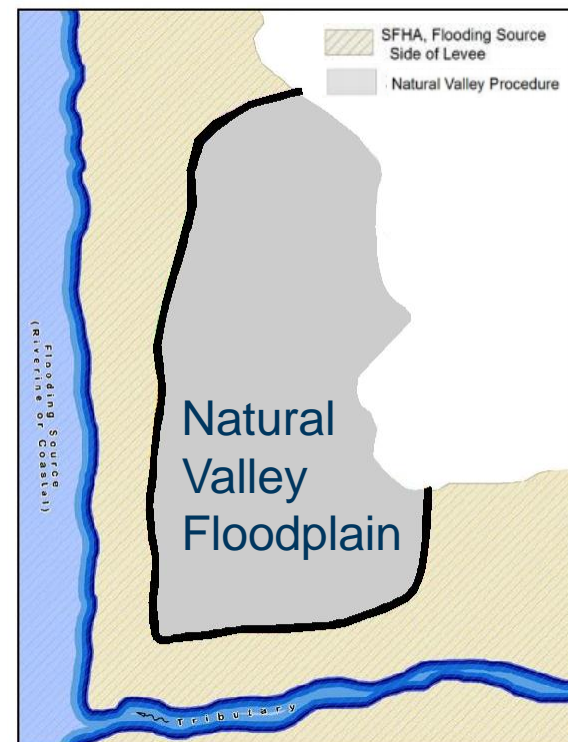 SFHA, Flooding Source
Side of Levee
Natural Valley Procedure
Flooding Source
(Riverine or Coastal)
Natural
Valley
Floodplain
Tributary